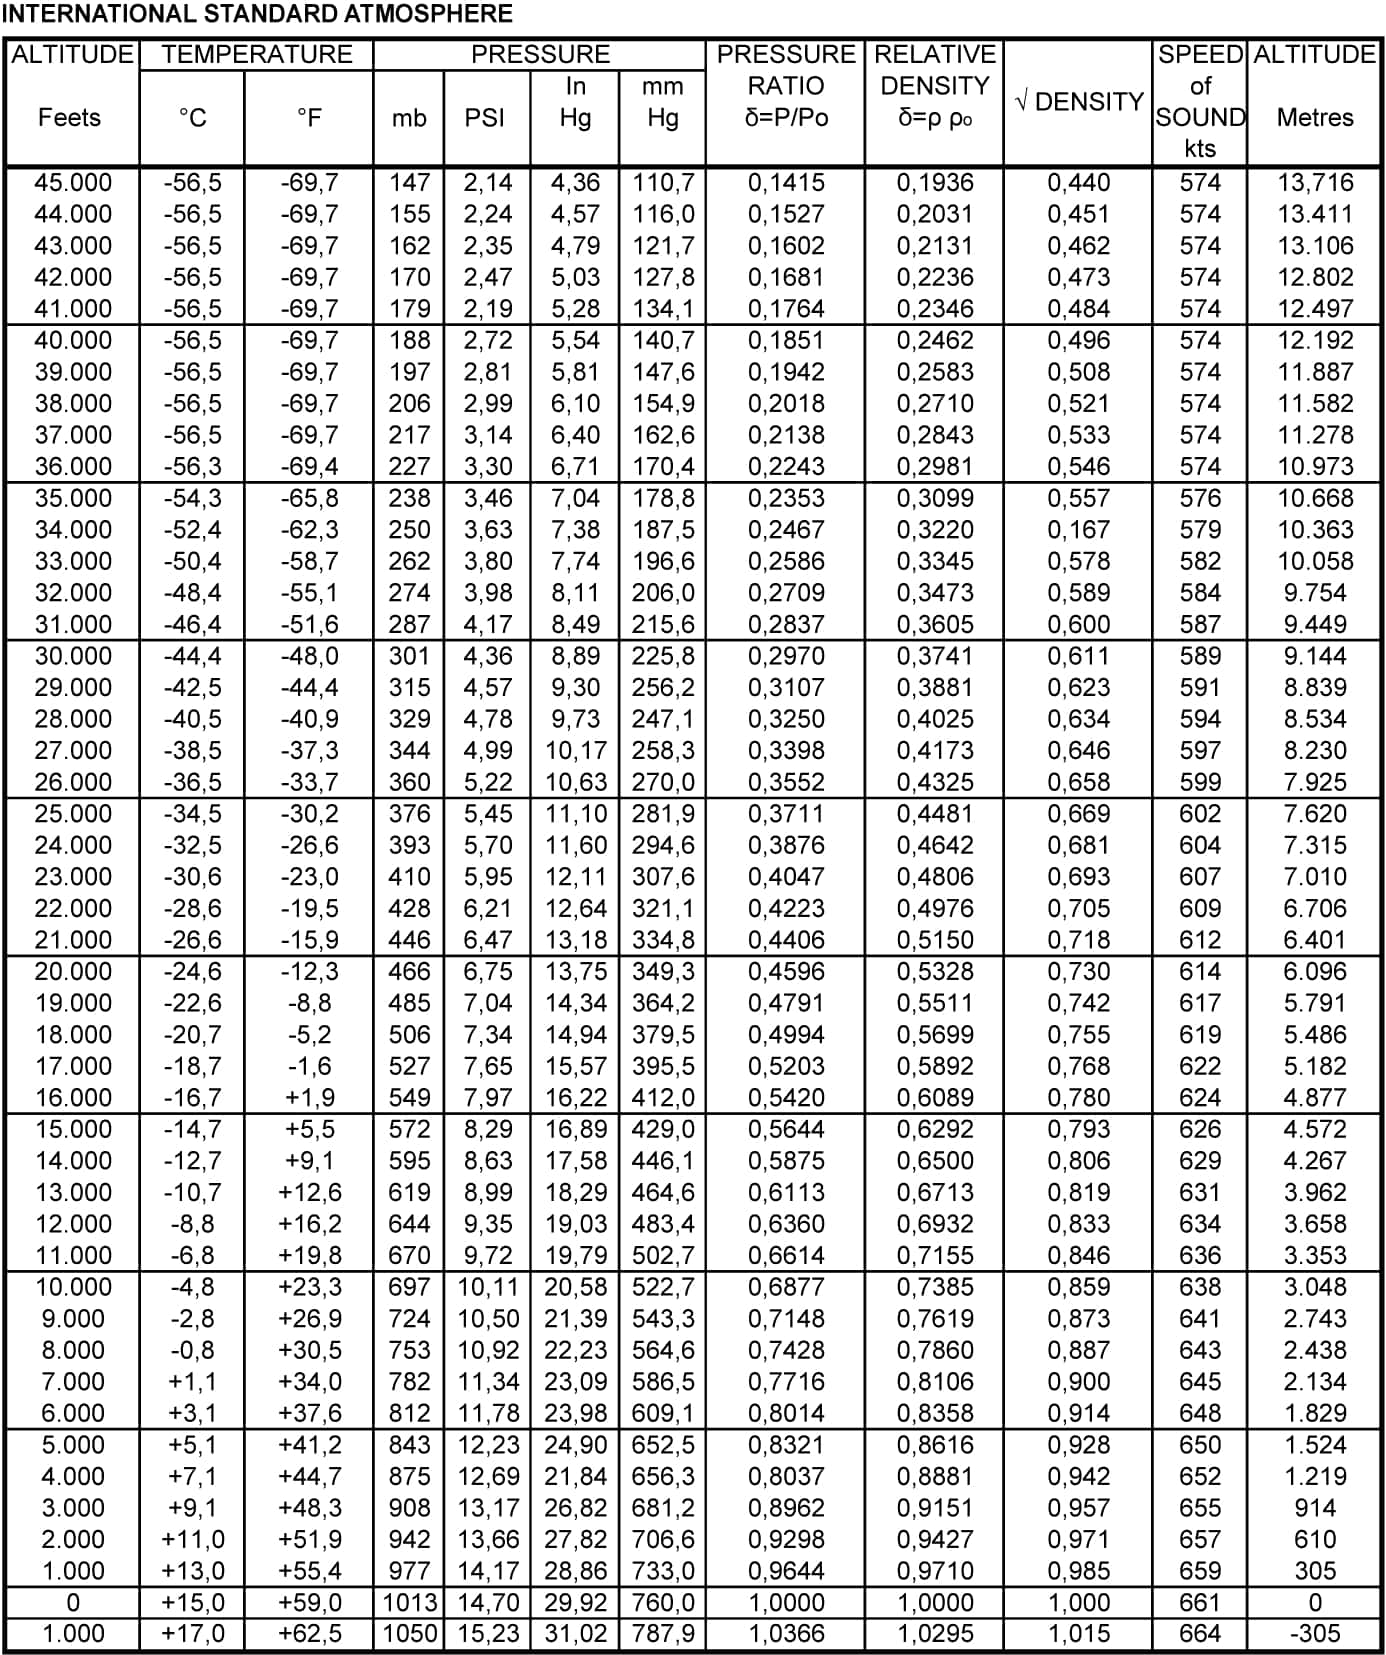 INTERNATIONAL STANDARD ATMOSPHERE
ALTITUDE TEMPERATURE PRESSURE PRESSURE RELATIVE SPEED ALTITUDE
In mm RATIO DENSITY √ DENSITY of
Feets °C °F mb PSI Hg Hg δ=P/Po δ=ρ ρo SOUND Metres
kts
45.000 -56,5 -69,7 147 2,14 4,36 110,7 0,1415 0,1936 0,440 574 13,716
44.000 -56,5 -69,7 155 2,24 4,57 116,0 0,1527 0,2031 0,451 574 13.411
43.000 -56,5 -69,7 162 2,35 4,79 121,7 0,1602 0,2131 0,462 574 13.106
42.000 -56,5 -69,7 170 2,47 5,03 127,8 0,1681 0,2236 0,473 574 12.802
41.000 -56,5 -69,7 179 2,19 5,28 134,1 0,1764 0,2346 0,484 574 12.497
40.000 -56,5 -69,7 188 2,72 5,54 140,7 0,1851 0,2462 0,496 574 12.192
39.000 -56,5 -69,7 197 2,81 5,81 147,6 0,1942 0,2583 0,508 574 11.887
38.000 -56,5 -69,7 206 2,99 6,10 154,9 0,2018 0,2710 0,521 574 11.582
37.000 -56,5 -69,7 217 3,14 6,40 162,6 0,2138 0,2843 0,533 574 11.278
36.000 -56,3 -69,4 227 3,30 6,71 170,4 0,2243 0,2981 0,546 574 10.973
35.000 -54,3 -65,8 238 3,46 7,04 178,8 0,2353 0,3099 0,557 576 10.668
34.000 -52,4 -62,3 250 3,63 7,38 187,5 0,2467 0,3220 0,167 579 10.363
33.000 -50,4 -58,7 262 3,80 7,74 196,6 0,2586 0,3345 0,578 582 10.058
32.000 -48,4 -55,1 274 3,98 8,11 206,0 0,2709 0,3473 0,589 584 9.754
31.000 -46,4 -51,6 287 4,17 8,49 215,6 0,2837 0,3605 0,600 587 9.449
30.000 -44,4 -48,0 301 4,36 8,89 225,8 0,2970 0,3741 0,611 589 9.144
29.000 -42,5 -44,4 315 4,57 9,30 256,2 0,3107 0,3881 0,623 591 8.839
28.000 -40,5 -40,9 329 4,78 9,73 247,1 0,3250 0,4025 0,634 594 8.534
27.000 -38,5 -37,3 344 4,99 10,17 258,3 0,3398 0,4173 0,646 597 8.230
26.000 -36,5 -33,7 360 5,22 10,63 270,0 0,3552 0,4325 0,658 599 7.925
25.000 -34,5 -30,2 376 5,45 11,10 281,9 0,3711 0,4481 0,669 602 7.620
24.000 -32,5 -26,6 393 5,70 11,60 294,6 0,3876 0,4642 0,681 604 7.315
23.000 -30,6 -23,0 410 5,95 12,11 307,6 0,4047 0,4806 0,693 607 7.010
22.000 -28,6 -19,5 428 6,21 12,64 321,1 0,4223 0,4976 0,705 609 6.706
21.000 -26,6 -15,9 446 6,47 13,18 334,8 0,4406 0,5150 0,718 612 6.401
20.000 -24,6 -12,3 466 6,75 13,75 349,3 0,4596 0,5328 0,730 614 6.096
19.000 -22,6 -8,8 485 7,04 14,34 364,2 0,4791 0,5511 0,742 617 5.791
18.000 -20,7 -5,2 506 7,34 14,94 379,5 0,4994 0,5699 0,755 619 5.486
17.000 -18,7 -1,6 527 7,65 15,57 395,5 0,5203 0,5892 0,768 622 5.182
16.000 -16,7 +1,9 549 7,97 16,22 412,0 0,5420 0,6089 0,780 624 4.877
15.000 -14,7 +5,5 572 8,29 16,89 429,0 0,5644 0,6292 0,793 626 4.572
14.000 -12,7 +9,1 595 8,63 17,58 446,1 0,5875 0,6500 0,806 629 4.267
13.000 -10,7 +12,6 619 8,99 18,29 464,6 0,6113 0,6713 0,819 631 3.962
12.000 -8,8 +16,2 644 9,35 19,03 483,4 0,6360 0,6932 0,833 634 3.658
11.000 -6,8 +19,8 670 9,72 19,79 502,7 0,6614 0,7155 0,846 636 3.353
10.000 -4,8 +23,3 697 10,11 20,58 522,7 0,6877 0,7385 0,859 638 3.048
9.000 -2,8 +26,9 724 10,50 21,39 543,3 0,7148 0,7619 0,873 641 2.743
8.000 -0,8 +30,5 753 10,92 22,23 564,6 0,7428 0,7860 0,887 643 2.438
7.000 +1,1 +34,0 782 11,34 23,09 586,5 0,7716 0,8106 0,900 645 2.134
6.000 +3,1 +37,6 812 11,78 23,98 609,1 0,8014 0,8358 0,914 648 1.829
5.000 +5,1 +41,2 843 12,23 24,90 652,5 0,8321 0,8616 0,928 650 1.524
4.000 +7,1 +44,7 875 12,69 21,84 656,3 0,8037 0,8881 0,942 652 1.219
3.000 +9,1 +48,3 908 13,17 26,82 681,2 0,8962 0,9151 0,957 655 914
2.000 +11,0 +51,9 942 13,66 27,82 706,6 0,9298 0,9427 0,971 657 610
1.000 +13,0 +55,4 977 14,17 28,86 733,0 0,9644 0,9710 0,985 659 305
0 +15,0 +59,0 1013 14,70 29,92 760,0 1,0000 1,0000 1,000 661 0
1.000 +17,0 +62,5 1050 15,23 31,02 787,9 1,0366 1,0295 1,015 664 -305